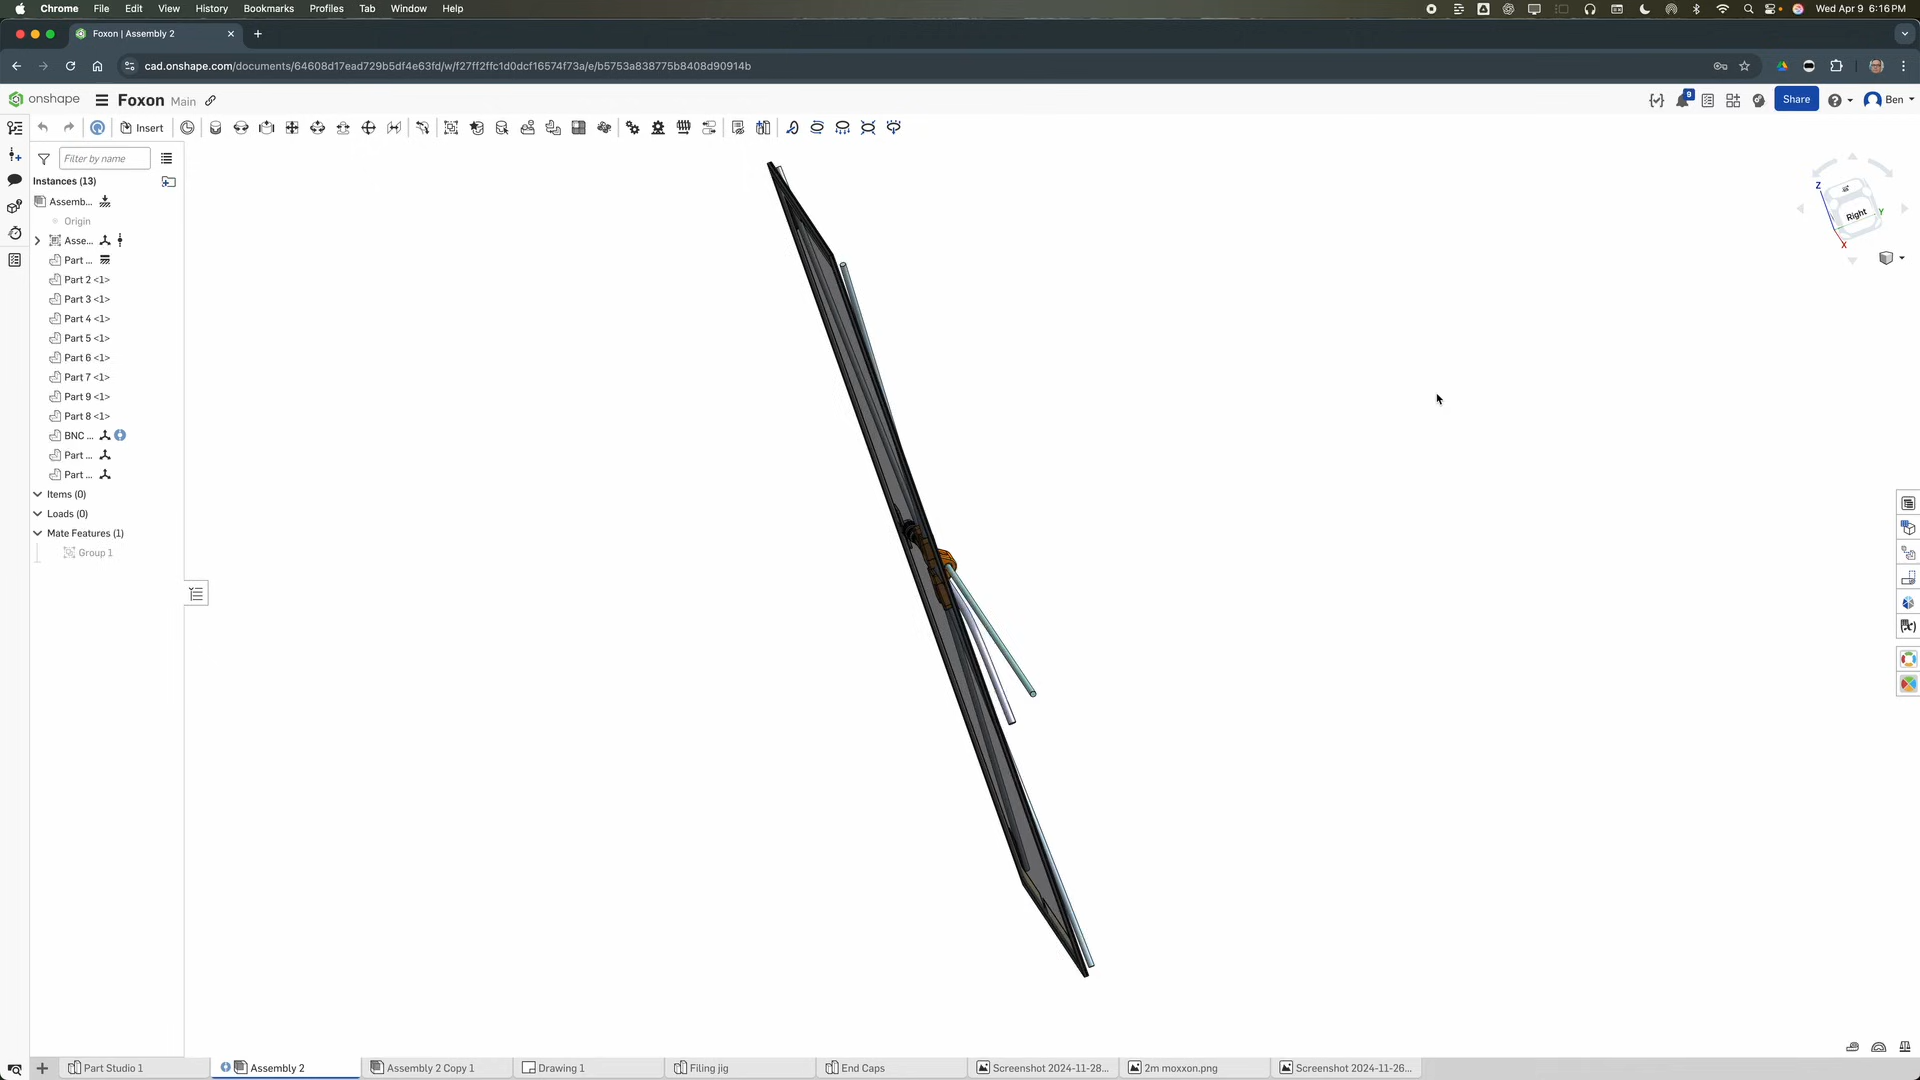 Chrome File Edit View History Bookmarks Profiles Tab Window Help Wed Apr 9 6:16 PM
Foxon | Assembly 2
cad.onshape.com/documents/64608d17ead729b5df4e63fd/w/f27ff2ffc1d0dcf16574f73a/e/b5753a838775b8408d90914b
onshape Foxon Main 9 Share Ben
Insert
Filter by name
Instances (13)
Assemb...
Origin
Asse...
Part ...
Part 2 <1>
Part 3 <1>
Part 4 <1>
Part 5 <1>
Part 6 <1>
Part 7 <1>
Part 9 <1>
Part 8 <1>
BNC ...
Part ...
Part ...
Items (0)
Loads (0)
Mate Features (1)
Group 1
Z
Right
Y
X
Part Studio 1 Assembly 2 Assembly 2 Copy 1 Drawing 1 Filing jig End Caps Screenshot 2024-11-28... 2m moxxon.png Screenshot 2024-11-26...